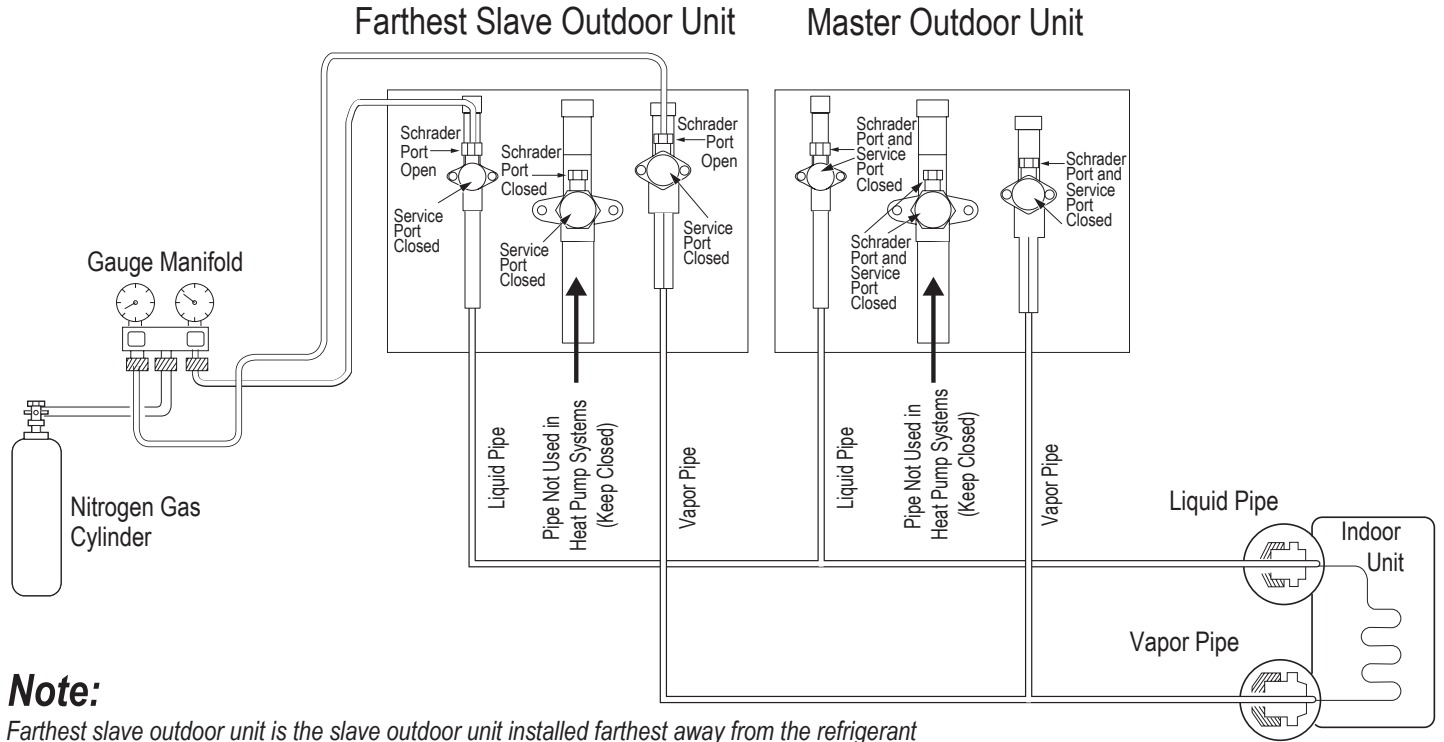 Farthest Slave Outdoor Unit
Master Outdoor Unit
Schrader
Port
Open
Service
Port
Closed
Schrader
Port
Closed
Service
Port
Closed
Schrader
Port
Open
Service
Port
Closed
Schrader
Port and
Service
Port
Closed
Schrader
Port and
Service
Port
Closed
Schrader
Port and
Service
Port
Closed
Gauge Manifold
Nitrogen Gas
Cylinder
Liquid Pipe
Pipe Not Used in
Heat Pump Systems
(Keep Closed)
Vapor Pipe
Liquid Pipe
Pipe Not Used in
Heat Pump Systems
(Keep Closed)
Vapor Pipe
Liquid Pipe
Indoor
Unit
Vapor Pipe
Note:
Farthest slave outdoor unit is the slave outdoor unit installed farthest away from the refrigerant